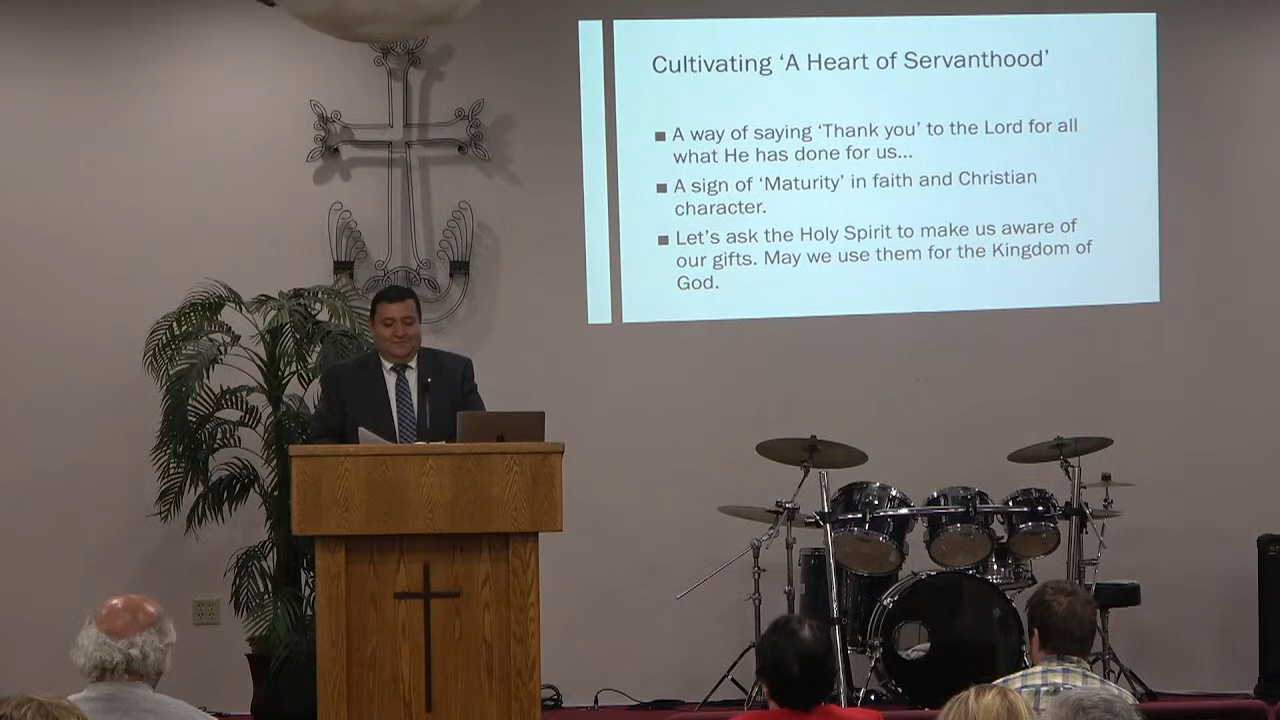 Cultivating ‘A Heart of Servanthood’
A way of saying ‘Thank you’ to the Lord for all
what He has done for us...
A sign of ‘Maturity’ in faith and Christian
character.
Let’s ask the Holy Spirit to make us aware of
our gifts. May we use them for the Kingdom of
God.